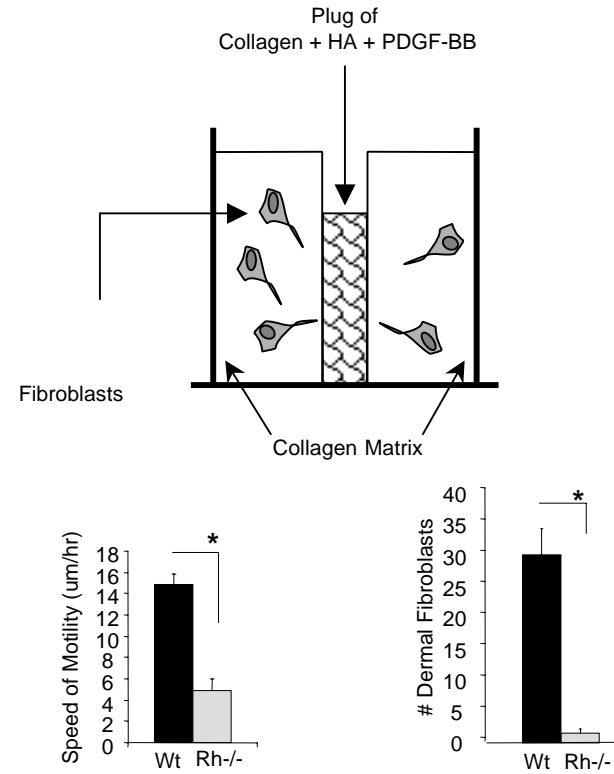 Plug of
Collagen + HA + PDGF-BB
Fibroblasts
Collagen Matrix
Speed of Motility (um/hr)
18
16
14
12
10
8
6
4
2
0
*
Wt Rh-/-
# Dermal Fibroblasts
40
35
30
25
20
15
10
5
0
*
Wt Rh-/-